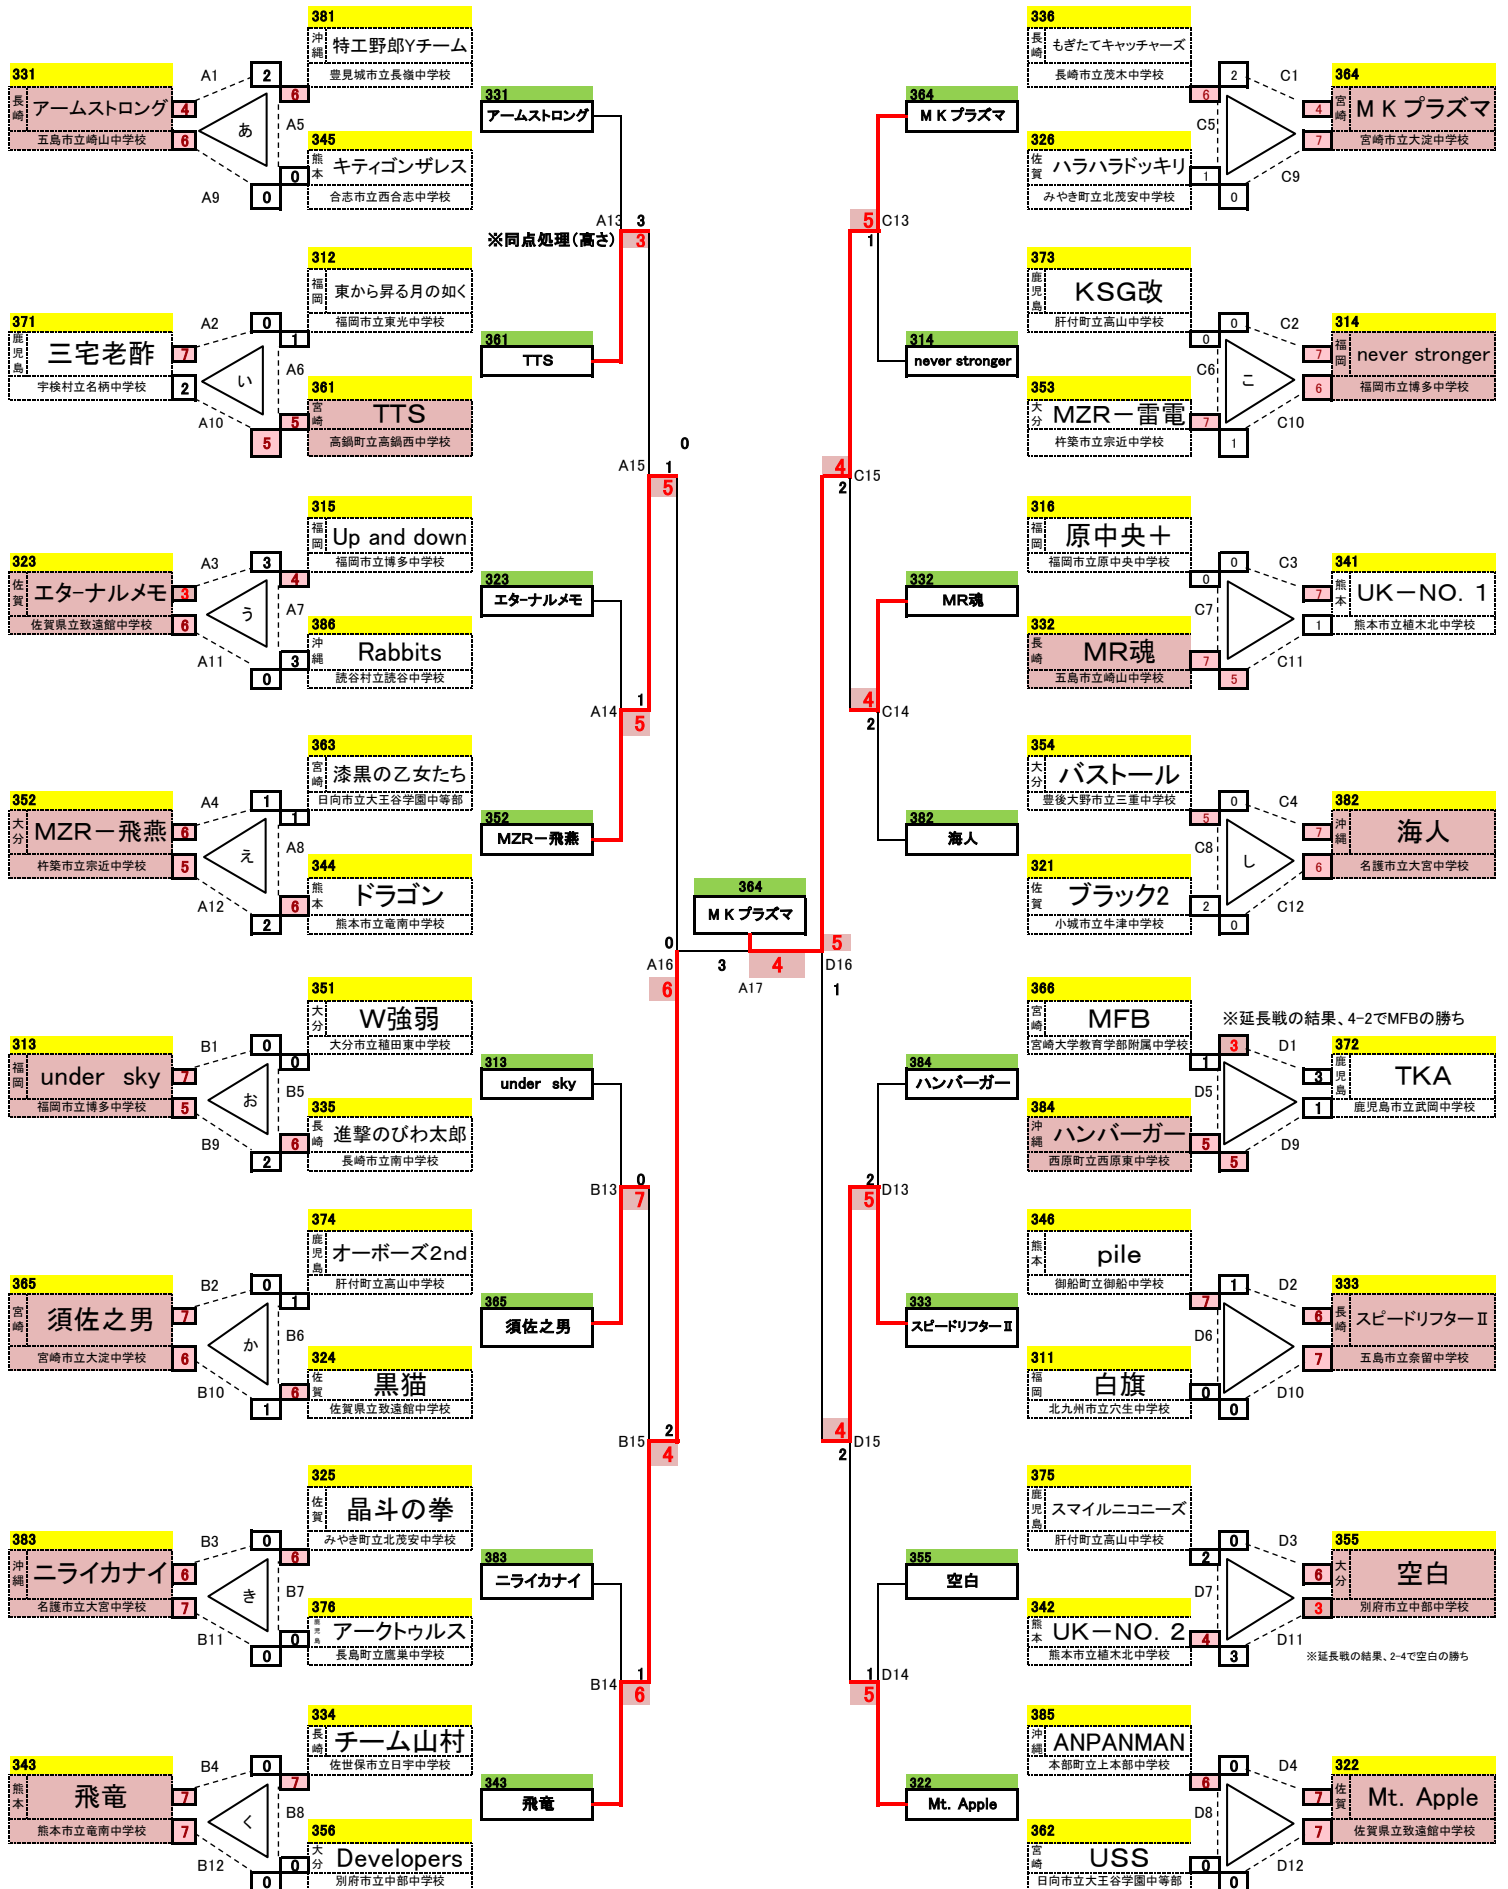 381
沖縄 特工野郎Yチーム
豊見城市立長嶺中学校
331
長崎 アームストロング
五島市立崎山中学校
A1
2
6
4
あ
A5
6
345
熊本 キティゴンザレス
合志市立西合志中学校
0
A9
0
331
アームストロング
A13 3
※同点処理(高さ) 3
312
福岡 東から昇る月の如く
福岡市立東光中学校
371
鹿児島 三宅老酢
宇検村立名柄中学校
A2
0
1
7
い
A6
2
361
宮崎 TTS
高鍋町立高鍋西中学校
5
A10
5
361
TTS
0
A15 1
5
315
福岡 Up and down
福岡市立博多中学校
323
佐賀 エターナルメモ
佐賀県立致遠館中学校
A3
3
4
3
う
A7
6
386
沖縄 Rabbits
読谷村立読谷中学校
3
A11
0
323
エターナルメモ
A14 1
5
363
宮崎 漆黒の乙女たち
日向市立大王谷学園中等部
352
大分 MZR－飛燕
杵築市立宗近中学校
A4
1
1
6
え
A8
5
344
熊本 ドラゴン
熊本市立竜南中学校
6
A12
2
352
MZR－飛燕
364
MKプラズマ
0
A16
6
3
4
A17
5
D16
1
351
大分 W強弱
大分市立稙田東中学校
313
福岡 under sky
福岡市立博多中学校
B1
0
0
7
お
B5
5
335
長崎 進撃のびわ太郎
長崎市立南中学校
6
B9
2
313
under sky
B13 0
7
374
鹿児島 オーボーズ2nd
肝付町立高山中学校
365
宮崎 須佐之男
宮崎市立大淀中学校
B2
0
1
7
か
B6
6
324
佐賀 黒猫
佐賀県立致遠館中学校
6
B10
1
365
須佐之男
B15 2
4
325
佐賀 晶斗の拳
みやき町立北茂安中学校
383
沖縄 ニライカナイ
名護市立大宮中学校
B3
0
6
6
き
B7
7
376
鹿児島 アークトゥルス
長島町立鷹巣中学校
0
B11
0
383
ニライカナイ
B14 1
6
334
長崎 チーム山村
佐世保市立日宇中学校
343
熊本 飛竜
熊本市立竜南中学校
B4
0
7
7
く
B8
7
356
大分 Developers
別府市立中部中学校
0
B12
0
343
飛竜
336
長崎 もぎたてキャッチャーズ
長崎市立茂木中学校
364
宮崎 MKプラズマ
宮崎市立大淀中学校
2
C1
6
4
C5
7
326
佐賀 ハラハラドッキリ
みやき町立北茂安中学校
1
C9
0
364
MKプラズマ
5 C13
1
373
鹿児島 KSG改
肝付町立高山中学校
314
福岡 never stronger
福岡市立博多中学校
0
C2
0
7
こ
C6
6
353
大分 MZR－雷電
杵築市立宗近中学校
7
C10
1
314
never stronger
4 C15
2
316
福岡 原中央＋
福岡市立原中央中学校
341
熊本 UK－NO. 1
熊本市立植木北中学校
0
C3
0
7
C7
1
332
長崎 MR魂
五島市立崎山中学校
7
C11
5
332
MR魂
4 C14
2
354
大分 バストール
豊後大野市立三重中学校
382
沖縄 海人
名護市立大宮中学校
0
C4
5
7
し
C8
6
321
佐賀 ブラック2
小城市立牛津中学校
2
C12
0
382
海人
366
宮崎 MFB
宮崎大学教育学部附属中学校
※延長戦の結果、4-2でMFBの勝ち
372
鹿児島 TKA
鹿児島市立武岡中学校
3
D1
1
3
D5
1
384
沖縄 ハンバーガー
西原町立西原東中学校
5
D9
5
384
ハンバーガー
2 D13
5
346
熊本 pile
御船町立御船中学校
333
長崎 スピードリフターⅡ
五島市立奈留中学校
1
D2
7
6
D6
7
311
福岡 白旗
北九州市立穴生中学校
0
D10
0
333
スピードリフターⅡ
4 D15
2
375
鹿児島 スマイルニコニーズ
肝付町立高山中学校
355
大分 空白
別府市立中部中学校
0
D3
2
6
D7
3
342
熊本 UK－NO. 2
熊本市立植木北中学校
4
D11
3
※延長戦の結果、2-4で空白の勝ち
355
空白
1 D14
5
385
沖縄 ANPANMAN
本部町立上本部中学校
322
佐賀 Mt. Apple
佐賀県立致遠館中学校
0
D4
6
7
D8
7
362
宮崎 USS
日向市立大王谷学園中等部
0
D12
0
322
Mt. Apple